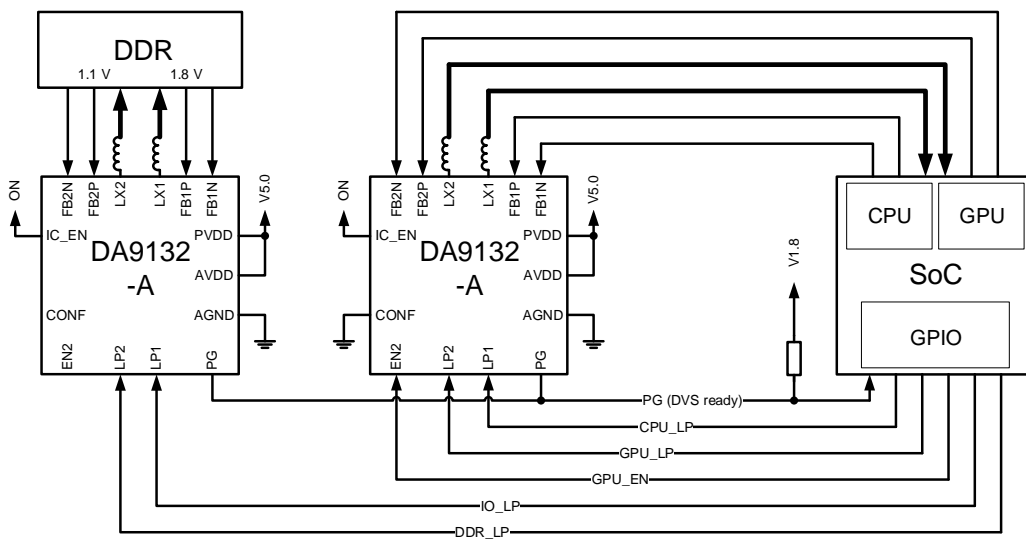 DDR
1.1 V 1.8 V
FB2N FB2P LX2 LX1 FB1P FB1N
ON
V5.0
IC_EN PVDD
DA9132
-A
AVDD
CONF AGND
EN2 LP2 LP1 PG
FB2N FB2P LX2 LX1 FB1P FB1N
ON
V5.0
IC_EN PVDD
DA9132
-A
AVDD
CONF AGND
EN2 LP2 LP1 PG
V1.8
CPU GPU
SoC
GPIO
PG (DVS ready)
CPU_LP
GPU_LP
GPU_EN
IO_LP
DDR_LP